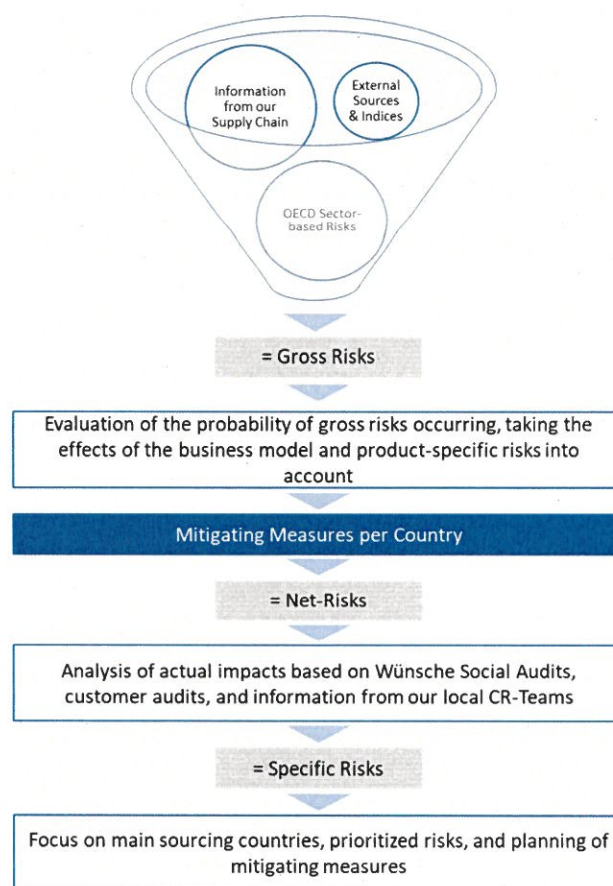 Information
from our
Supply Chain
External
Sources
& Indices
OECD Sector-
based Risks
= Gross Risks
Evaluation of the probability of gross risks occurring, taking the
effects of the business model and product-specific risks into
account
Mitigating Measures per Country
= Net-Risks
Analysis of actual impacts based on Wünsche Social Audits,
customer audits, and information from our local CR-Teams
= Specific Risks
Focus on main sourcing countries, prioritized risks, and planning of
mitigating measures